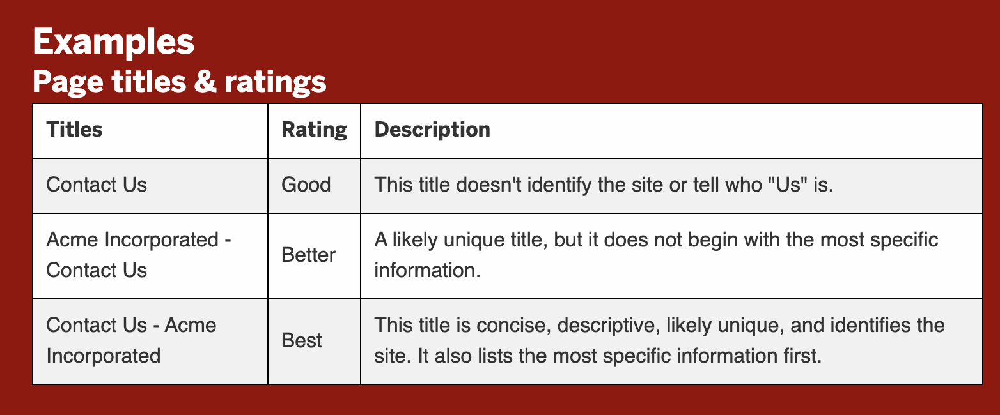 Examples
Page titles & ratings
Titles Rating Description
Contact Us Good This title doesn't identify the site or tell who "Us" is.
Acme Incorporated -
Contact Us
Better
A likely unique title, but it does not begin with the most specific
information.
Contact Us - Acme
Incorporated
Best
This title is concise, descriptive, likely unique, and identifies the
site. It also lists the most specific information first.